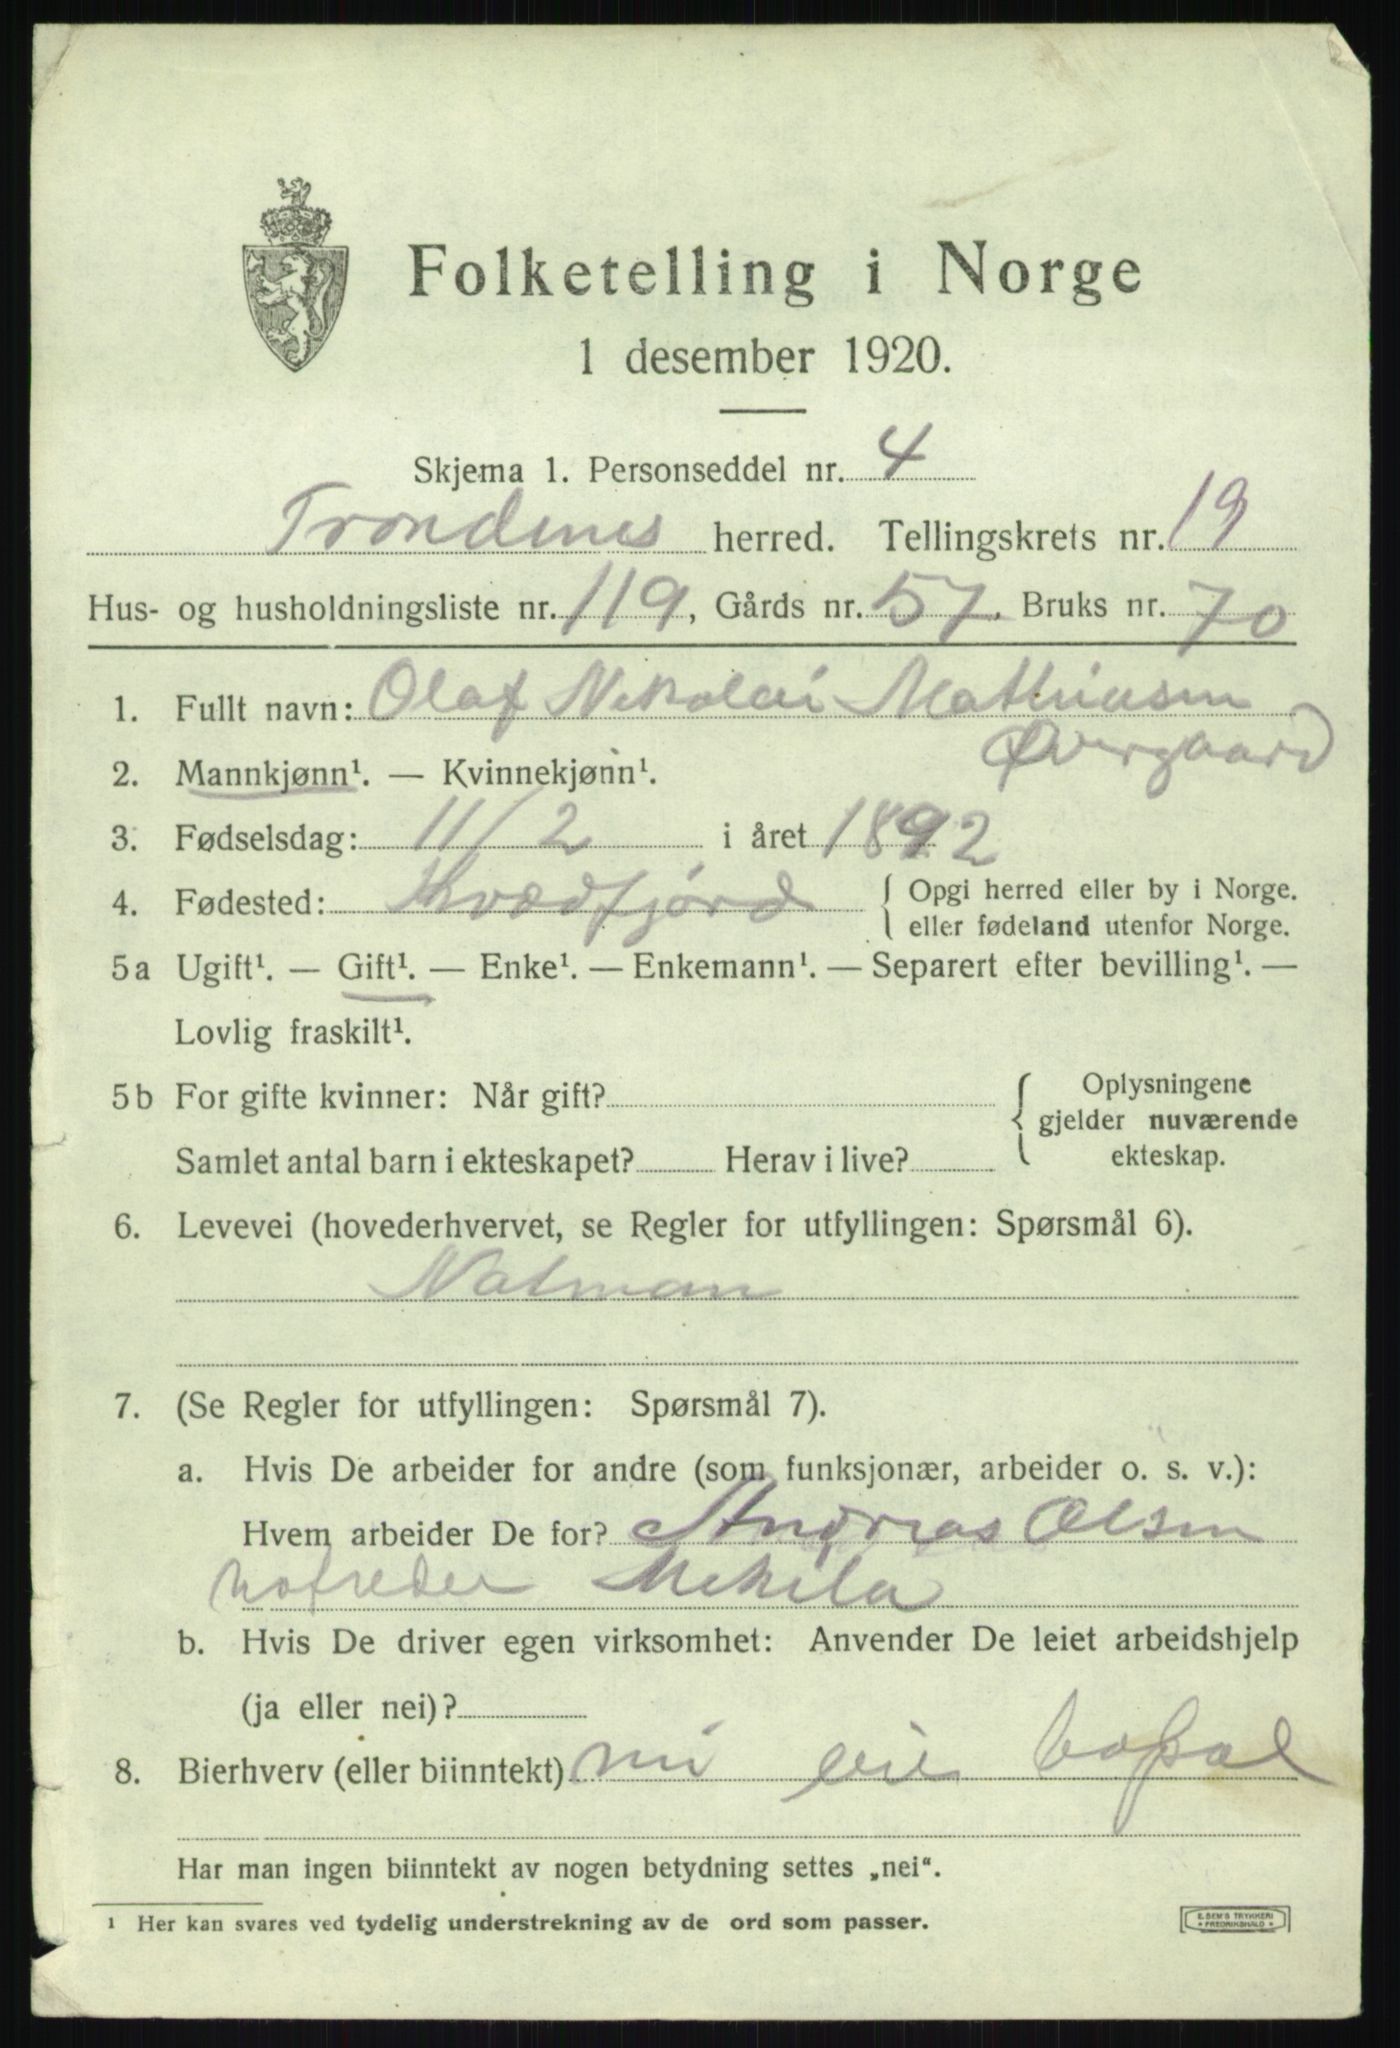 Folketelling i Norge
1 desember 1920.
Skjema 1. Personseddel nr. 4
Trondenes herred. Tellingskrets nr. 19
Hus- og husholdningsliste nr. 119, Gårds nr. 57. Bruks nr. 70
1. Fullt navn: Olaf Nikolai Mathiasen
Øvergaard
2. Mannkjønn¹. — Kvinnekjønn¹.
3. Fødselsdag: 11/2 i året 1892
4. Fødested: Kvædfjord { Opgi herred eller by i Norge.
eller fødeland utenfor Norge.
5a Ugift¹. — Gift¹. — Enke¹. — Enkemann¹. — Separert efter bevilling¹. —
Lovlig fraskilt¹.
5b For gifte kvinner: Når gift? { Oplysningene
gjelder nuværende
Samlet antal barn i ekteskapet? Herav i live? ekteskap.
6. Levevei (hovederhvervet, se Regler for utfyllingen: Spørsmål 6).
Notman
7. (Se Regler for utfyllingen: Spørsmål 7).
a. Hvis De arbeider for andre (som funksjonær, arbeider o. s. v.):
Hvem arbeider De for? Andreas Olsen
notreder
b. Hvis De driver egen virksomhet: Anvender De leiet arbeidshjelp
(ja eller nei)?
8. Bierhverv (eller biinntekt)
Har man ingen biinntekt av nogen betydning settes „nei“.
¹ Her kan svares ved tydelig understrekning av de ord som passer.
E. SEM'S TRYKKERI
FREDRIKSHALD